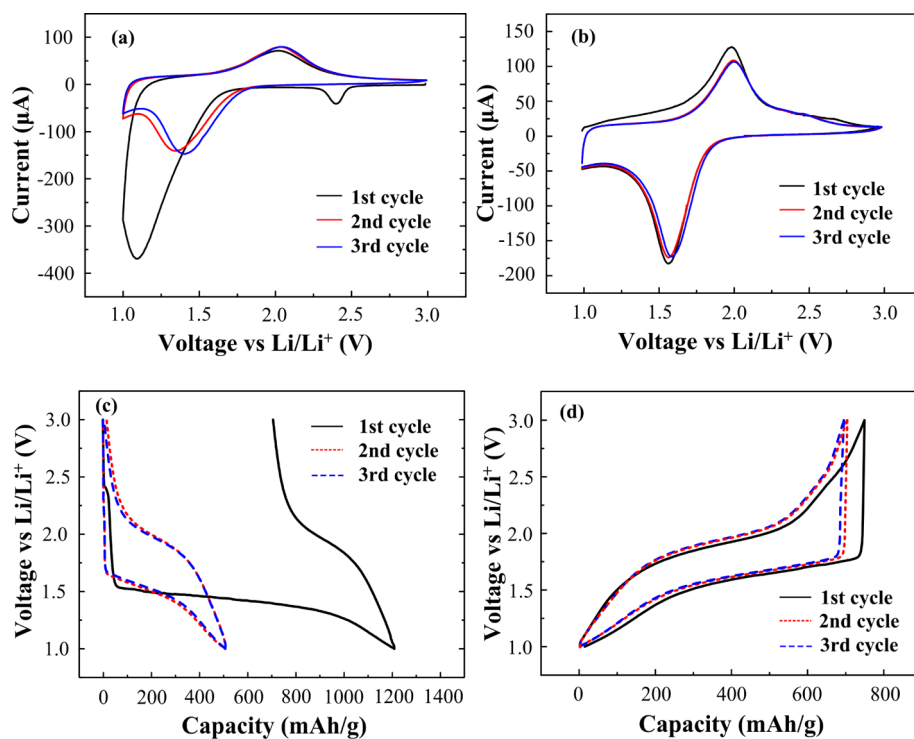 (a)
100
0
-100
-200
-300
-400
Current (μA)
1st cycle
2nd cycle
3rd cycle
1.0 1.5 2.0 2.5 3.0
Voltage vs Li/Li⁺ (V)
(b)
150
100
50
0
-50
-100
-150
-200
Current (μA)
1st cycle
2nd cycle
3rd cycle
1.0 1.5 2.0 2.5 3.0
Voltage vs Li/Li⁺ (V)
(c)
3.0
2.5
2.0
1.5
1.0
Voltage vs Li/Li⁺ (V)
1st cycle
2nd cycle
3rd cycle
0 200 400 600 800 1000 1200 1400
Capacity (mAh/g)
(d)
3.0
2.5
2.0
1.5
1.0
Voltage vs Li/Li⁺ (V)
1st cycle
2nd cycle
3rd cycle
0 200 400 600 800
Capacity (mAh/g)